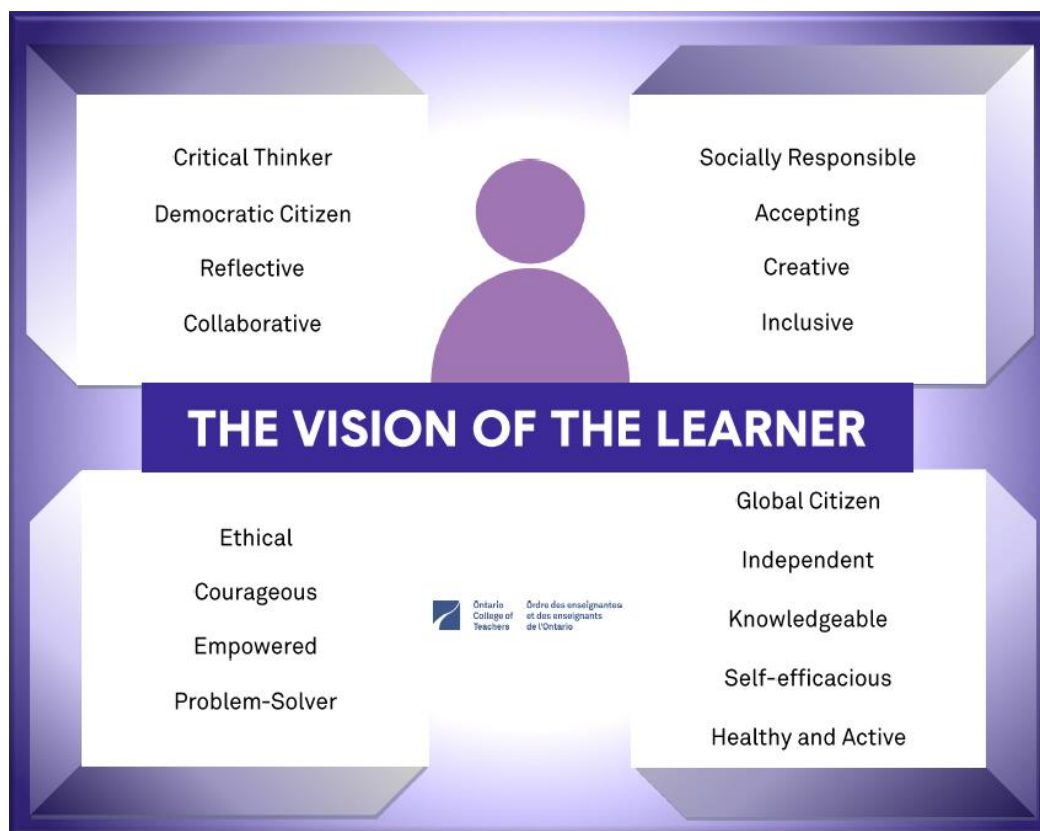 Critical Thinker
Democratic Citizen
Reflective
Collaborative
Socially Responsible
Accepting
Creative
Inclusive
THE VISION OF THE LEARNER
Ethical
Courageous
Empowered
Problem-Solver
Ontario
College of
Teachers
Ordre des enseignantes
et des enseignants
de l'Ontario
Global Citizen
Independent
Knowledgeable
Self-efficacious
Healthy and Active